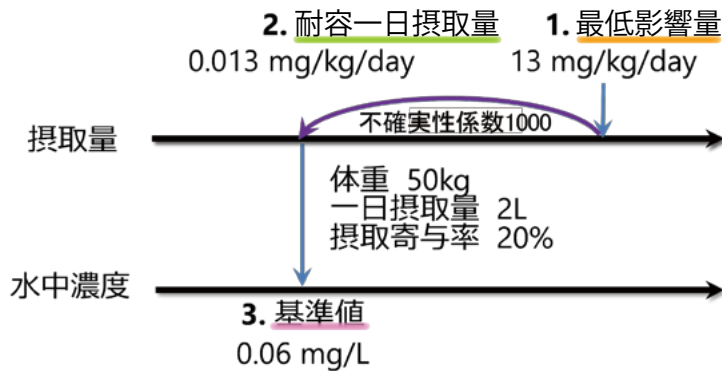 2. 耐容一日摂取量
1. 最低影響量
0.013 mg/kg/day
13 mg/kg/day
不確実性係数1000
摂取量
体重 50kg
一日摂取量 2L
摂取寄与率 20%
水中濃度
3. 基準値
0.06 mg/L